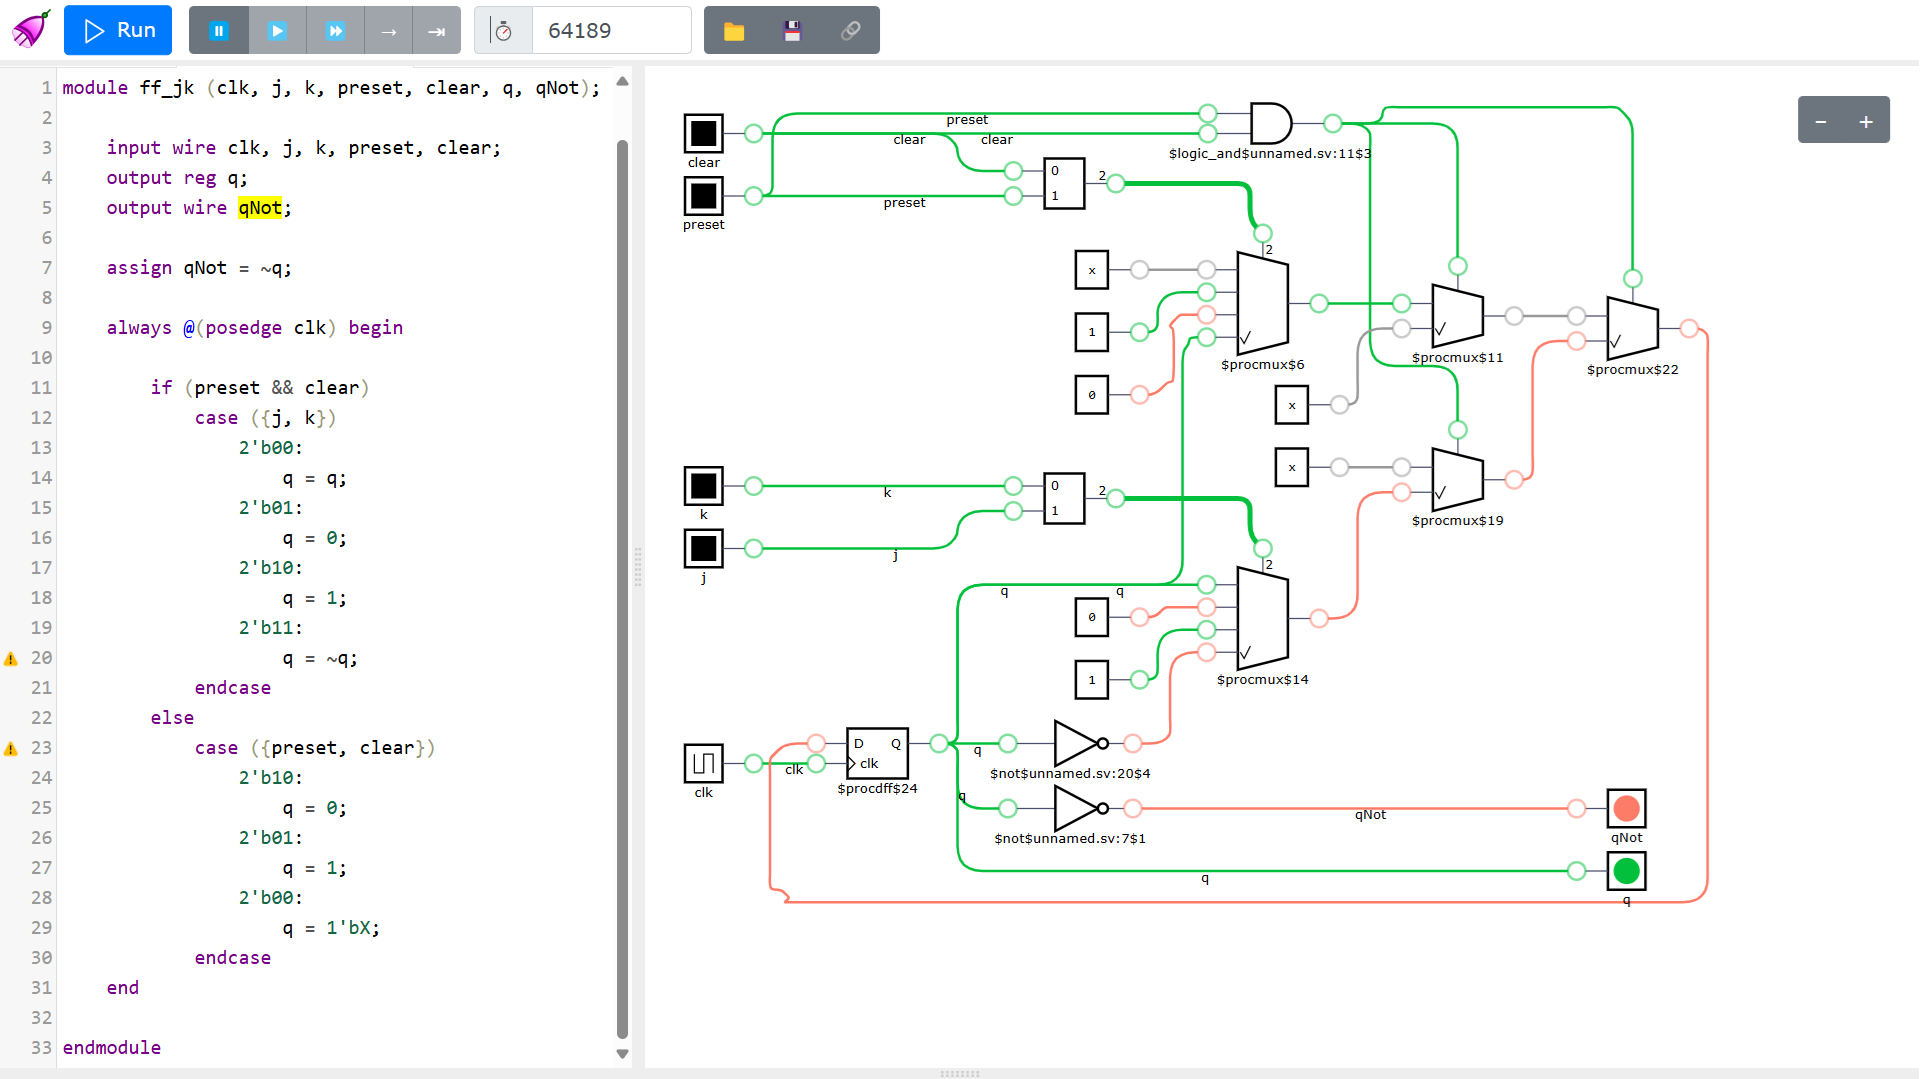 Run
64189
1 module ff_jk (clk, j, k, preset, clear, q, qNot);
2
3 input wire clk, j, k, preset, clear;
4 output reg q;
5 output wire qNot;
6
7 assign qNot = ~q;
8
9 always @(posedge clk) begin
10
11 if (preset && clear)
12 case ({j, k})
13 2'b00:
14 q = q;
15 2'b01:
16 q = 0;
17 2'b10:
18 q = 1;
19 2'b11:
20 q = ~q;
21 endcase
22 else
23 case ({preset, clear})
24 2'b10:
25 q = 0;
26 2'b01:
27 q = 1;
28 2'b00:
29 q = 1'bX;
30 endcase
31 end
32
33 endmodule
clear
preset
preset
clear
clear
preset
$logic_and$unnamed.sv:11$3
0
1
2
x
1
0
2
$procmux$6
x
$procmux$11
$procmux$22
x
$procmux$19
k
j
k
j
0
1
2
q
q
0
1
2
$procmux$14
clk
clk
D Q
clk
$procdff$24
q
$not$unnamed.sv:20$4
q
$not$unnamed.sv:7$1
qNot
qNot
q
q
− +